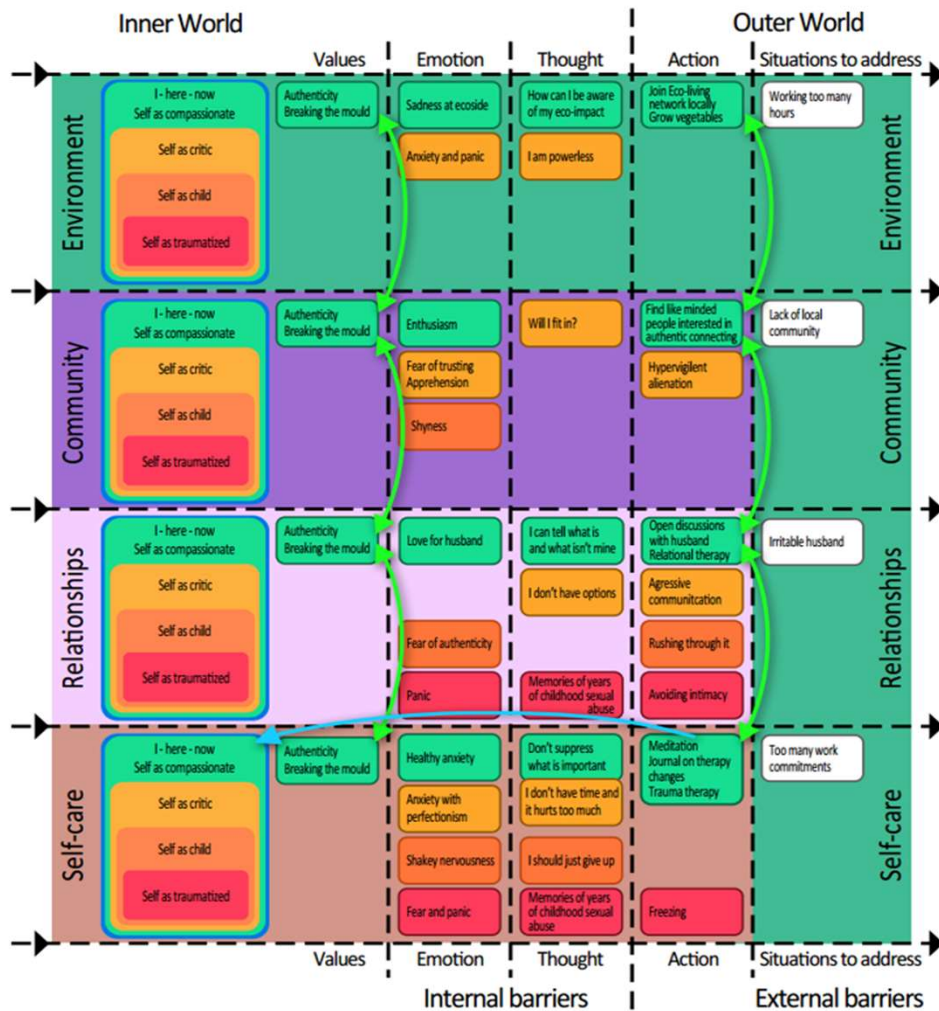 Inner World
Outer World
Values
Emotion
Thought
Action
Situations to address
Environment
I - here - now
Self as compassionate
Self as critic
Self as child
Self as traumatized
Authenticity
Breaking the mould
Sadness at ecoside
How can I be aware
of my eco-impact
Join Eco-living
network locally
Grow vegetables
Working too many
hours
Anxiety and panic
I am powerless
Environment
Community
I - here - now
Self as compassionate
Self as critic
Self as child
Self as traumatized
Authenticity
Breaking the mould
Enthusiasm
Will I fit in?
Find like minded
people interested in
authentic connecting
Lack of local
community
Fear of trusting
Apprehension
Hypervigilent
alienation
Shyness
Community
Relationships
I - here - now
Self as compassionate
Self as critic
Self as child
Self as traumatized
Authenticity
Breaking the mould
Love for husband
I can tell what is
and what isn't mine
Open discussions
with husband
Relational therapy
Irritable husband
I don't have options
Agressive
communitcation
Fear of authenticity
Rushing through it
Panic
Memories of years
of childhood sexual
abuse
Avoiding intimacy
Relationships
Self-care
I - here - now
Self as compassionate
Self as critic
Self as child
Self as traumatized
Authenticity
Breaking the mould
Healthy anxiety
Don't suppress
what is important
Meditation
Journal on therapy
changes
Trauma therapy
Too many work
commitments
Anxiety with
perfectionism
I don't have time and
it hurts too much
Shakey nervousness
I should just give up
Fear and panic
Memories of years
of childhood sexual
abuse
Freezing
Self-care
Values
Emotion
Thought
Action
Situations to address
Internal barriers
External barriers